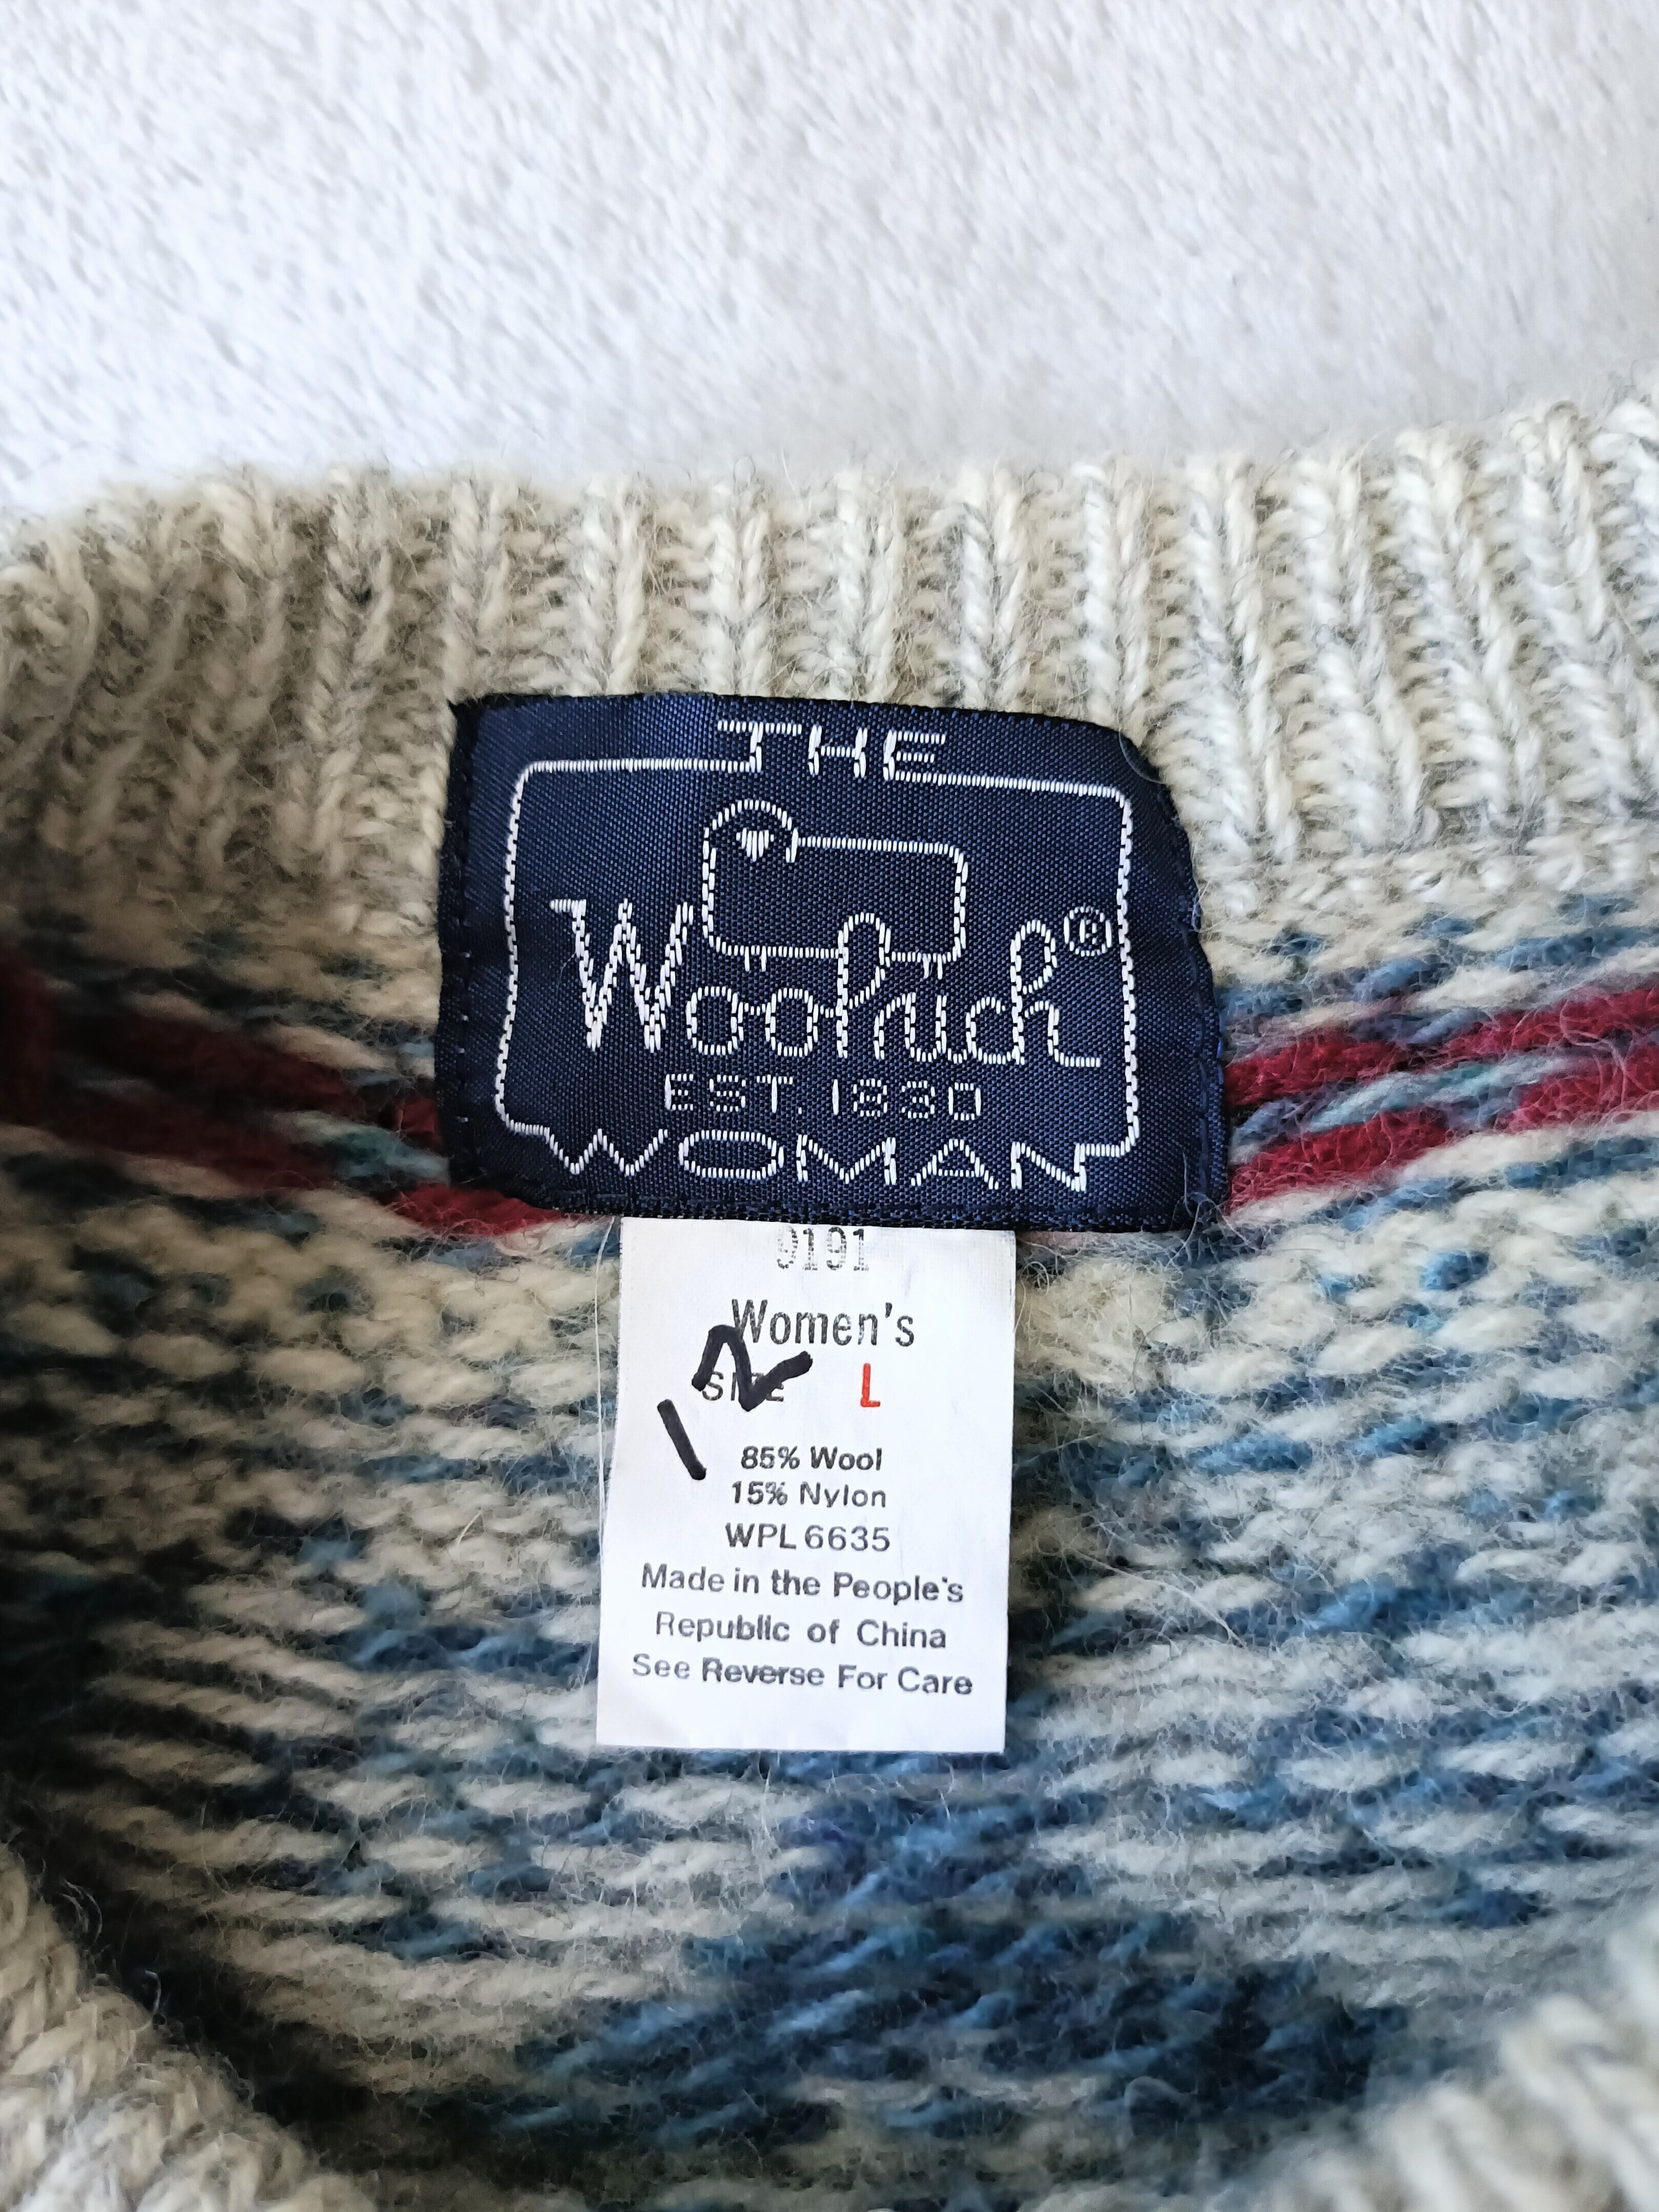 THE
Woolrich®
EST. 1830
WOMAN
9191
Women's
SIZE L
85% Wool
15% Nylon
WPL 6635
Made in the People's
Republic of China
See Reverse For Care